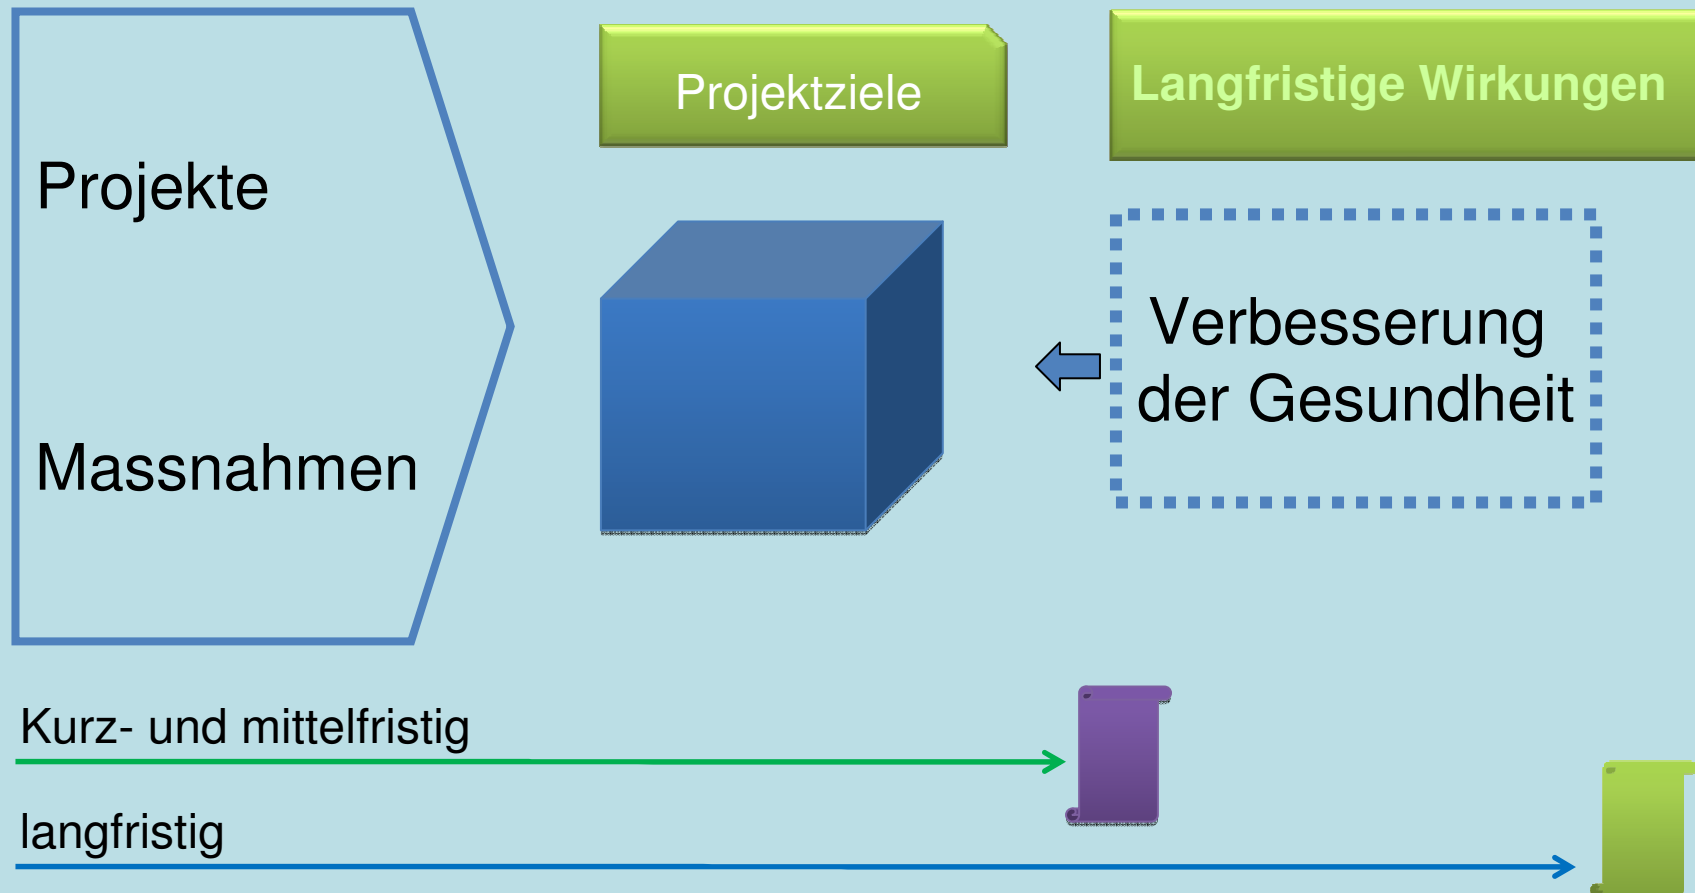 Projekte
Massnahmen
Projektziele
Langfristige Wirkungen
Verbesserung
der Gesundheit
Kurz- und mittelfristig
langfristig